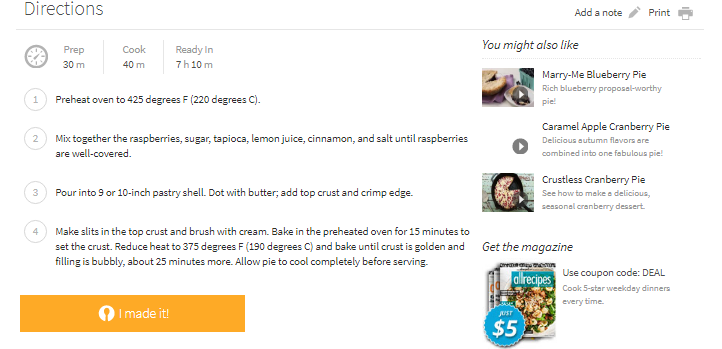 Directions
Add a note
Print
Prep
30 m
Cook
40 m
Ready In
7 h 10 m
1
Preheat oven to 425 degrees F (220 degrees C).
2
Mix together the raspberries, sugar, tapioca, lemon juice, cinnamon, and salt until raspberries
are well-covered.
3
Pour into 9 or 10-inch pastry shell. Dot with butter; add top crust and crimp edge.
4
Make slits in the top crust and brush with cream. Bake in the preheated oven for 15 minutes to
set the crust. Reduce heat to 375 degrees F (190 degrees C) and bake until crust is golden and
filling is bubbly, about 25 minutes more. Allow pie to cool completely before serving.
I made it!
You might also like
Marry-Me Blueberry Pie
Rich blueberry proposal-worthy
pie!
Caramel Apple Cranberry Pie
Delicious autumn flavors are
combined into one fabulous pie!
Crustless Cranberry Pie
See how to make a delicious,
seasonal cranberry dessert.
Get the magazine
allrecipes
JUST
$5
Use coupon code: DEAL
Cook 5-star weekday dinners
every time.